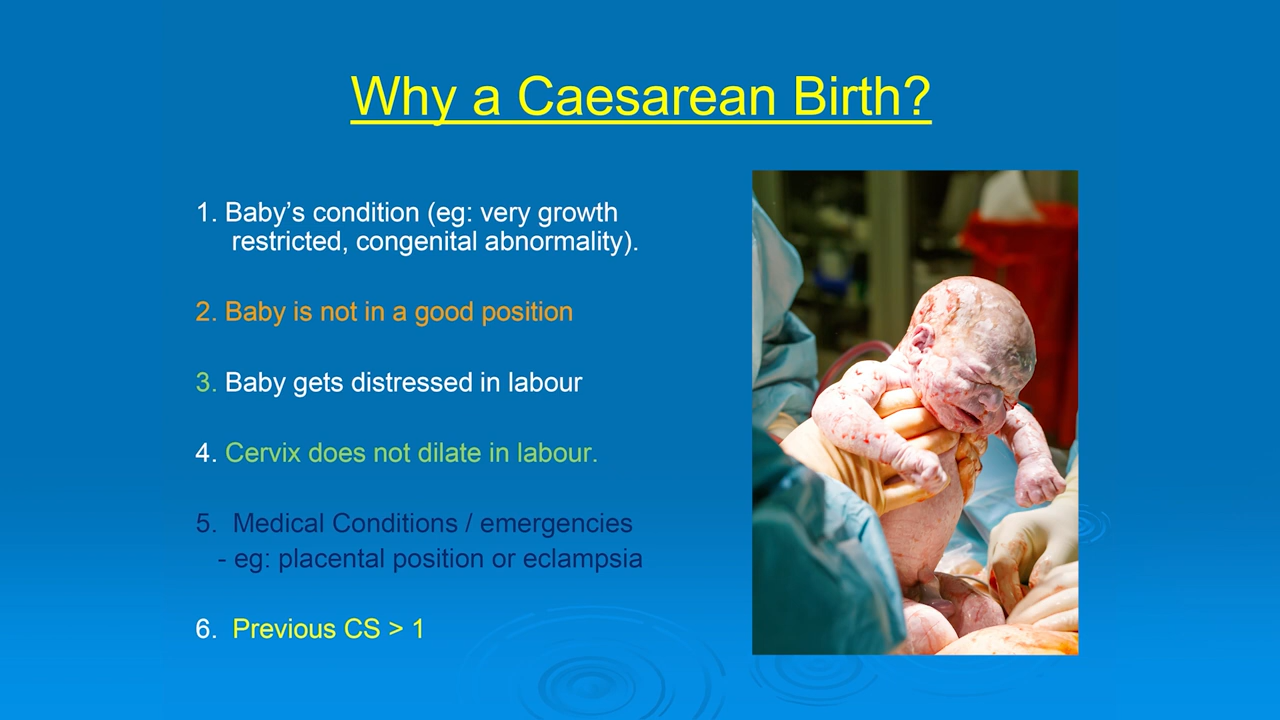 Why a Caesarean Birth?
1. Baby’s condition (eg: very growth
restricted, congenital abnormality).
2. Baby is not in a good position
3. Baby gets distressed in labour
4. Cervix does not dilate in labour.
5. Medical Conditions / emergencies
- eg: placental position or eclampsia
6. Previous CS > 1